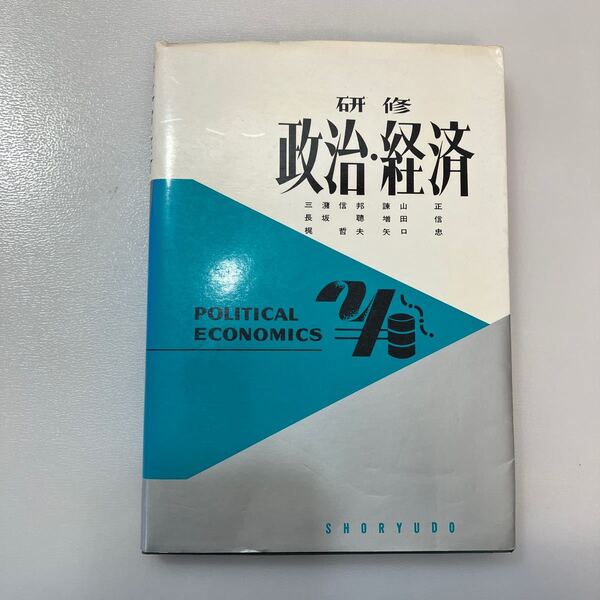 研修
政治・経済
三瀦信邦 諫山正
長坂聰 増田信
梶哲夫 矢口忠
POLITICAL
ECONOMICS
SHORYUDO